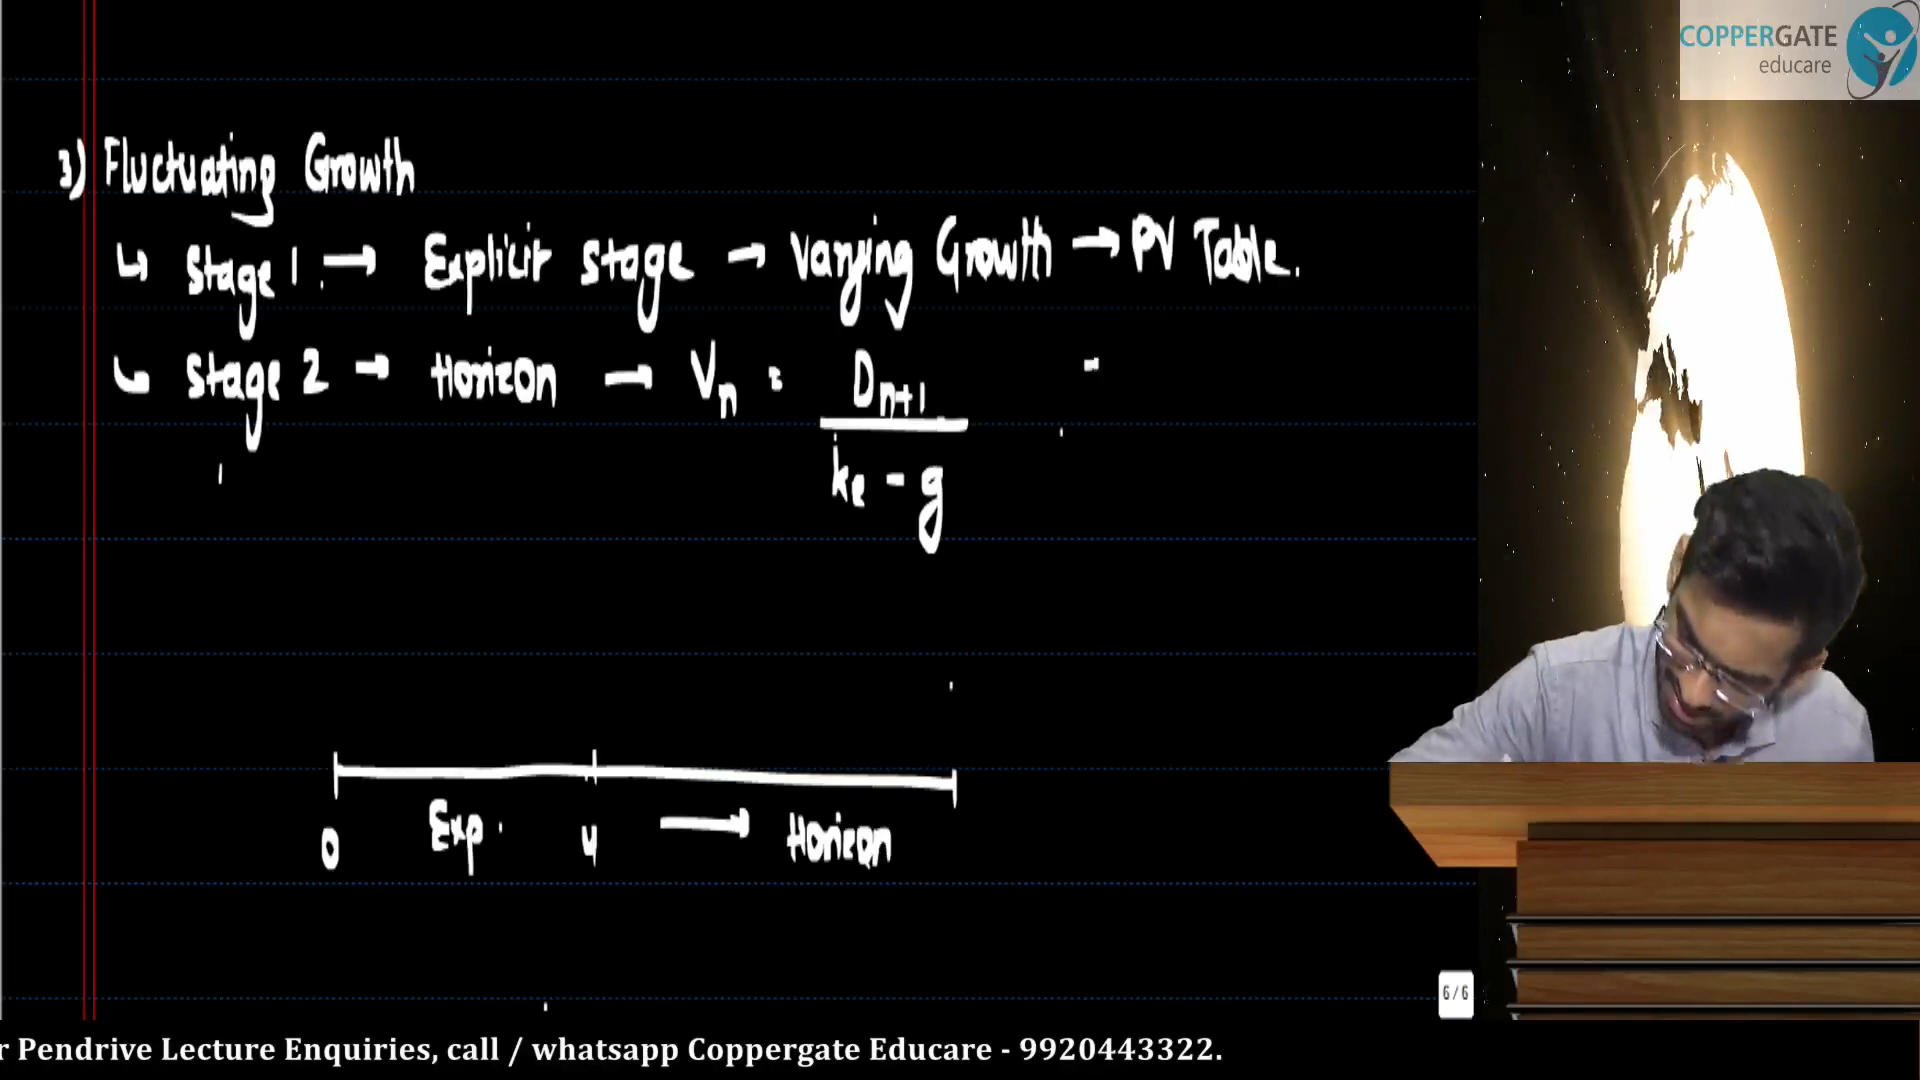 COPPERGATE
educare
3) Fluctuating Growth
↳ Stage 1 → Explicit stage → Varying Growth → PV Table.
↳ Stage 2 → Horizon → Vn = Dn+1 / ke - g
0 Exp. 4 → Horizon
6/6
r Pendrive Lecture Enquiries, call / whatsapp Coppergate Educare - 9920443322.